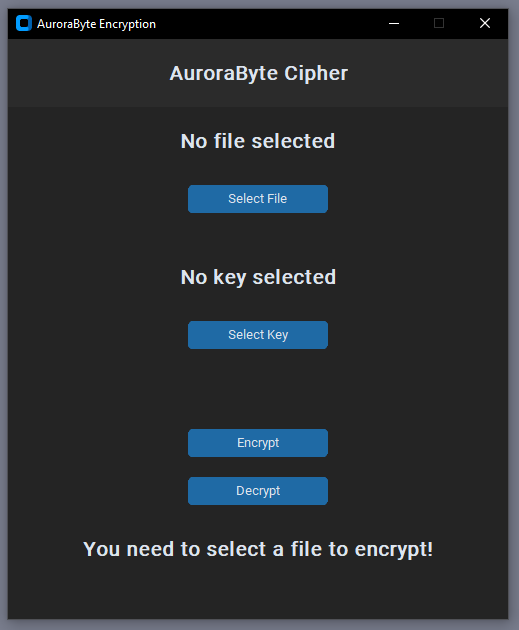 AuroraByte Encryption
AuroraByte Cipher
No file selected
Select File
No key selected
Select Key
Encrypt
Decrypt
You need to select a file to encrypt!